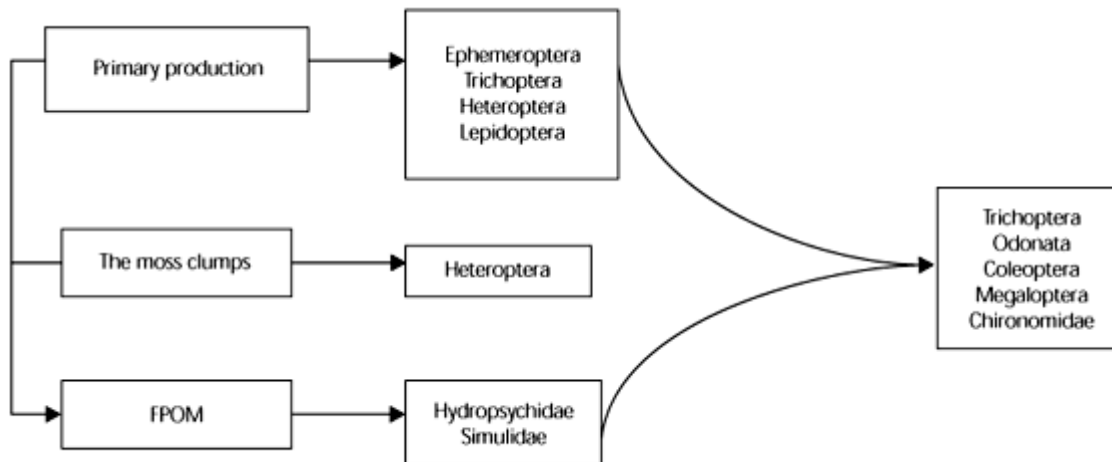 Primary production
Ephemeroptera
Trichoptera
Heteroptera
Lepidoptera
The moss clumps
Heteroptera
FPOM
Hydropsychidae
Simulidae
Trichoptera
Odonata
Coleoptera
Megaloptera
Chironomidae